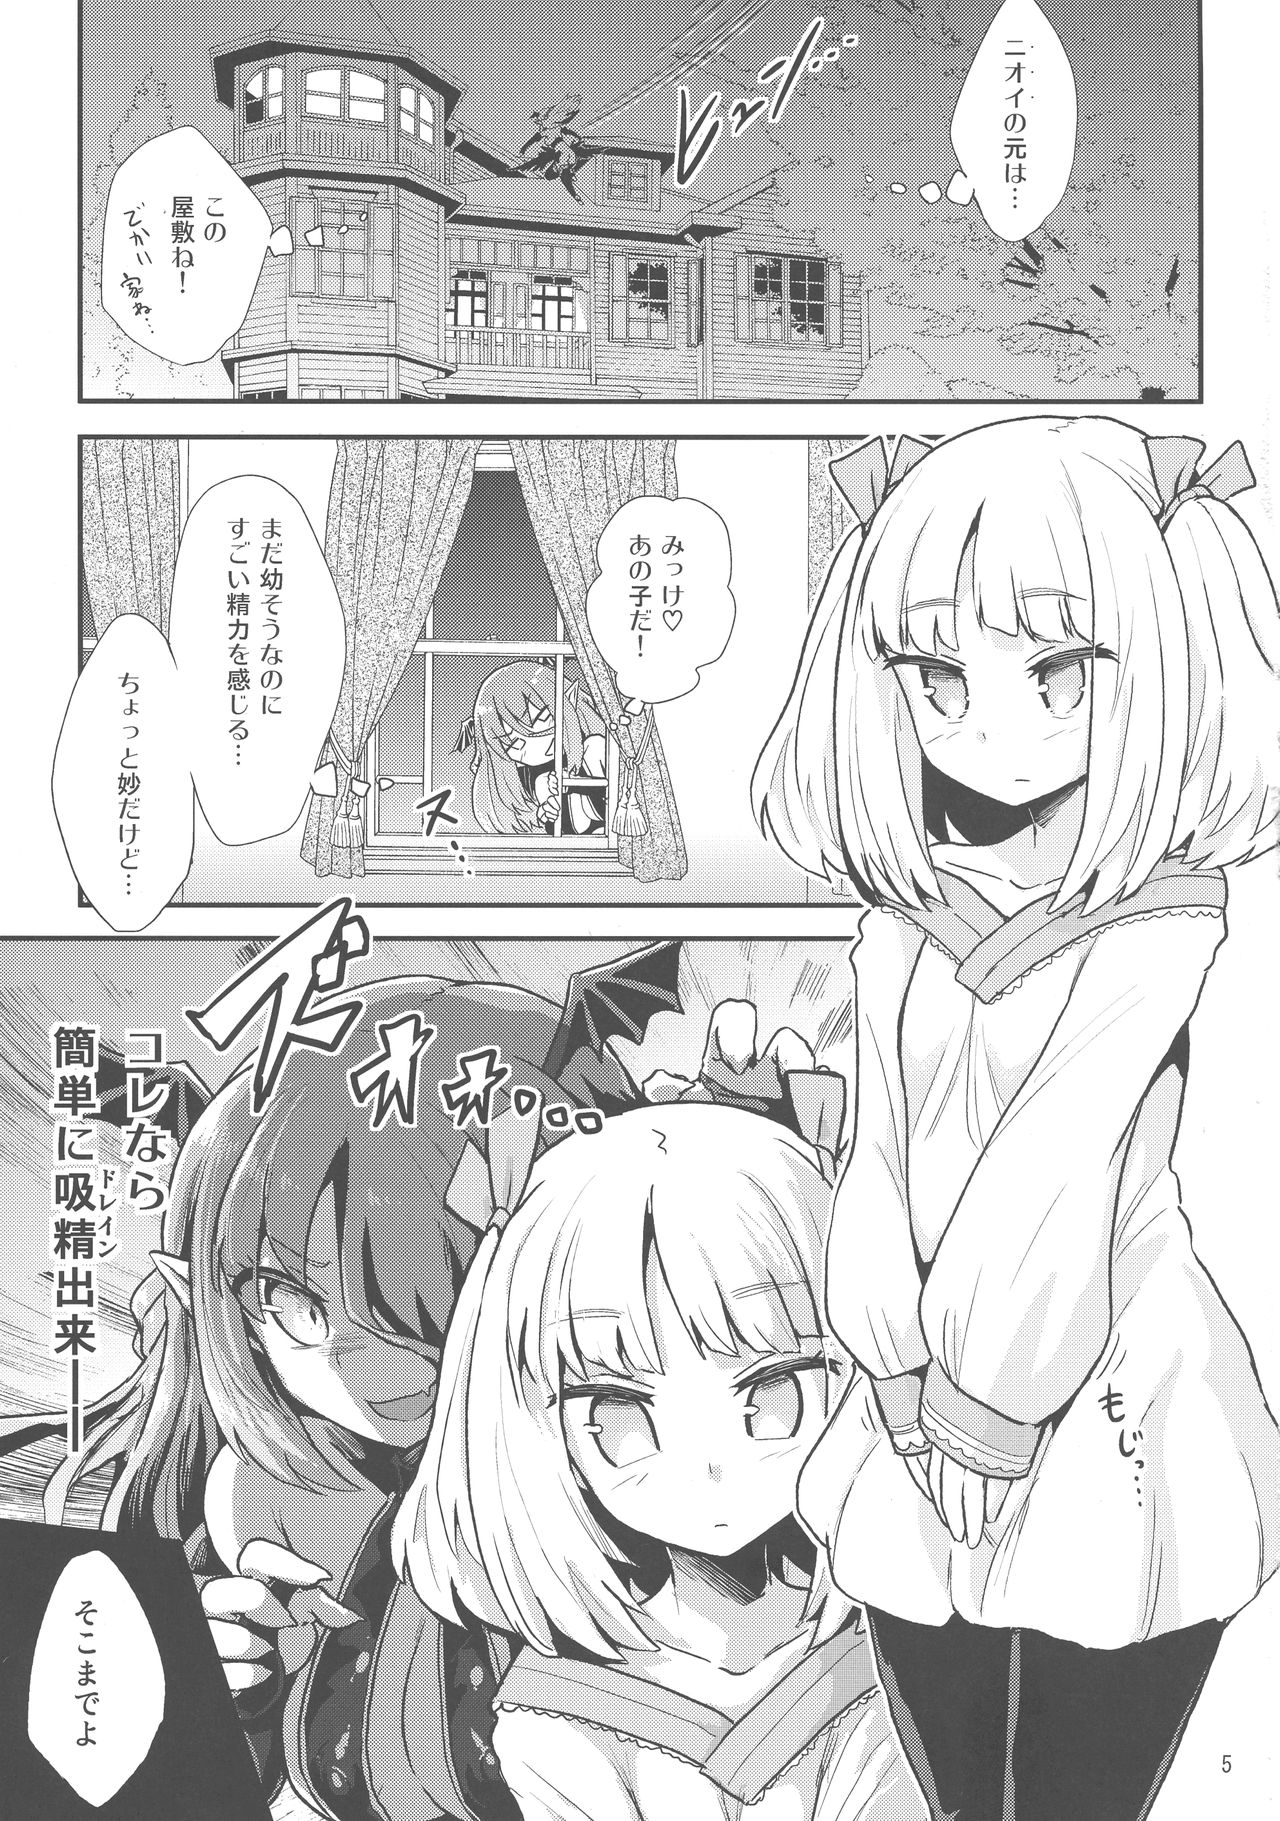 ニオイの元は…
ヒュン…
この
屋敷ね！
でかい
家ね…
みっけ♡
あの子だ！
まだ幼そうなのに
すごい精力を感じる…
ちょっと妙だけど…
ヌ…
もじっ…
ズオオォ…
コレなら
簡単に吸精出来――
ドレイン
そこまでよ
5